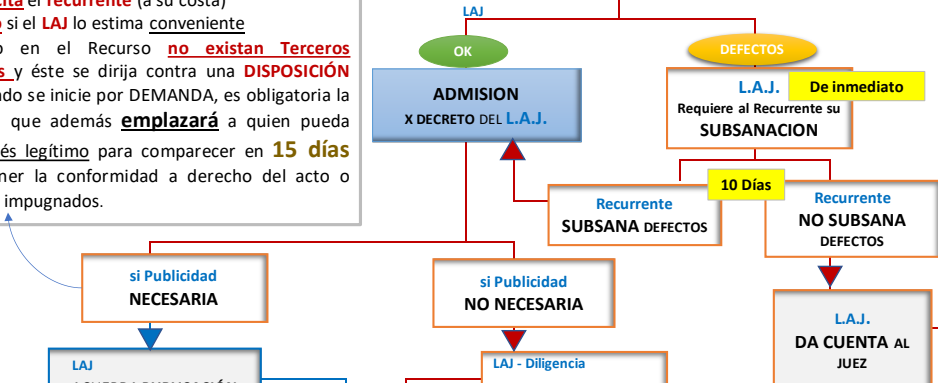 el recurrente (a su costa)
si el LAJ lo estima conveniente
en el Recurso no existan Terceros
y éste se dirija contra una DISPOSICIÓN
se inicie por DEMANDA, es obligatoria la
que además emplazará a quien pueda
legítimo para comparecer en 15 días
la conformidad a derecho del acto o
impugnados.
LAJ
OK
DEFECTOS
ADMISION
X DECRETO DEL L.A.J.
L.A.J.
De inmediato
Requiere al Recurrente su
SUBSANACION
10 Días
Recurrente
SUBSANA DEFECTOS
Recurrente
NO SUBSANA
DEFECTOS
si Publicidad
NECESARIA
si Publicidad
NO NECESARIA
L.A.J.
DA CUENTA AL
JUEZ
LAJ
LAJ - Diligencia